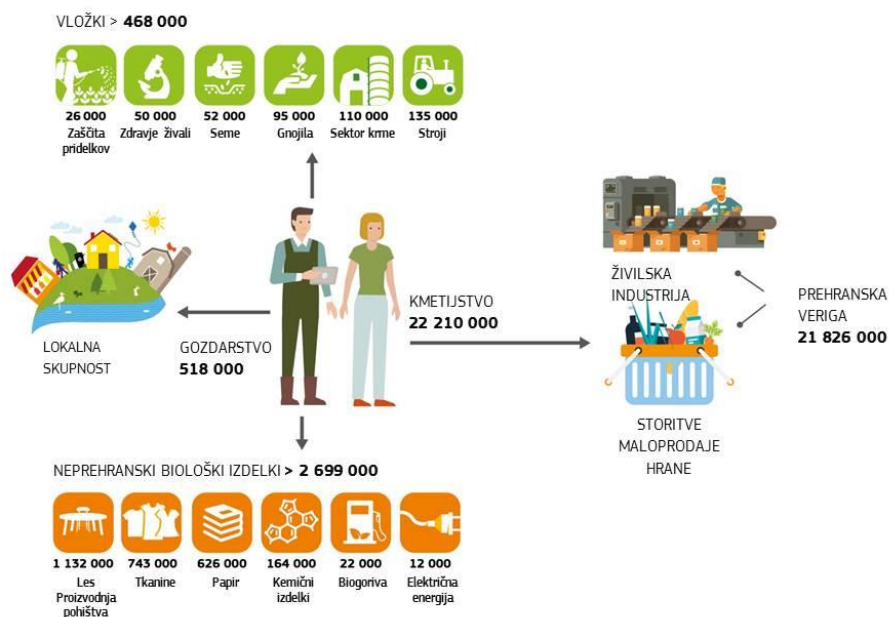 VLOŽKI > 468 000
26 000
Zaščita
pridelkov
50 000
Zdravje živali
52 000
Seme
95 000
Gnojila
110 000
Sektor krme
135 000
Stroji
LOKALNA
SKUPNOST
GOZDARSTVO
518 000
KMETIJSTVO
22 210 000
ŽIVILSKA
INDUSTRIJA
STORITVE
MALOPRODAJE
HRANE
PREHRANSKA
VERIGA
21 826 000
NEPREHRANSKI BIOLOŠKI IZDELKI > 2 699 000
1 132 000
Les
Proizvodnja
pohištva
743 000
Tkanine
626 000
Papir
164 000
Kemični
izdelki
22 000
Biogoriva
12 000
Električna
energija